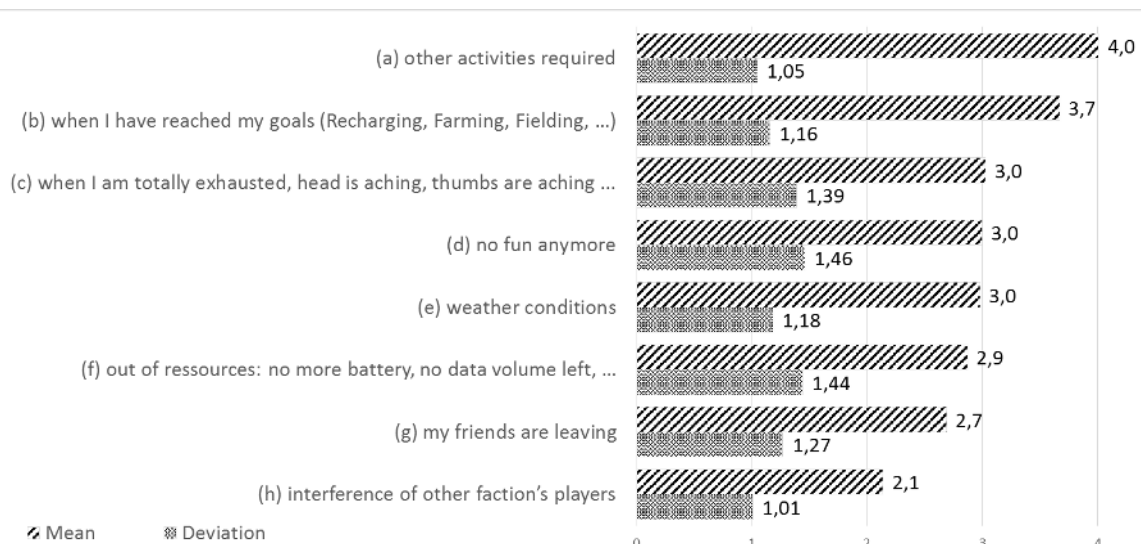 (a) other activities required
4,0
1,05
(b) when I have reached my goals (Recharging, Farming, Fielding, ...)
3,7
1,16
(c) when I am totally exhausted, head is aching, thumbs are aching ...
3,0
1,39
(d) no fun anymore
3,0
1,46
(e) weather conditions
3,0
1,18
(f) out of ressources: no more battery, no data volume left, ...
2,9
1,44
(g) my friends are leaving
2,7
1,27
(h) interference of other faction's players
2,1
1,01
Mean Deviation
0 1 2 3 4